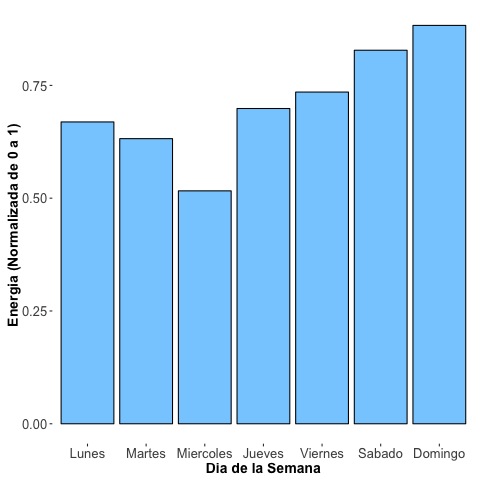 Energia (Normalizada de 0 a 1)
0.75
0.50
0.25
0.00
Lunes Martes Miercoles Jueves Viernes Sabado Domingo
Dia de la Semana